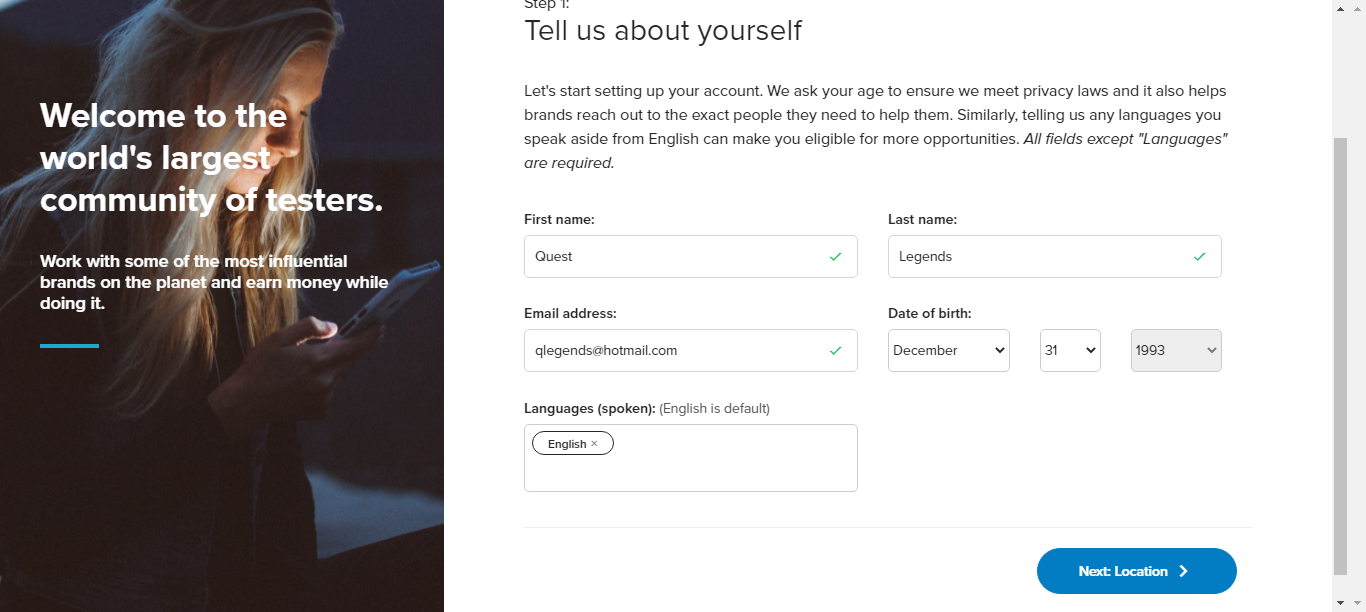 Welcome to the
world's largest
community of testers.
Work with some of the most influential
brands on the planet and earn money while
doing it.
Step 1:
Tell us about yourself
Let's start setting up your account. We ask your age to ensure we meet privacy laws and it also helps
brands reach out to the exact people they need to help them. Similarly, telling us any languages you
speak aside from English can make you eligible for more opportunities. All fields except "Languages"
are required.
First name:
Last name:
Quest
Legends
Email address:
Date of birth:
qlegends@hotmail.com
December
31
1993
Languages (spoken): (English is default)
English ×
Next: Location